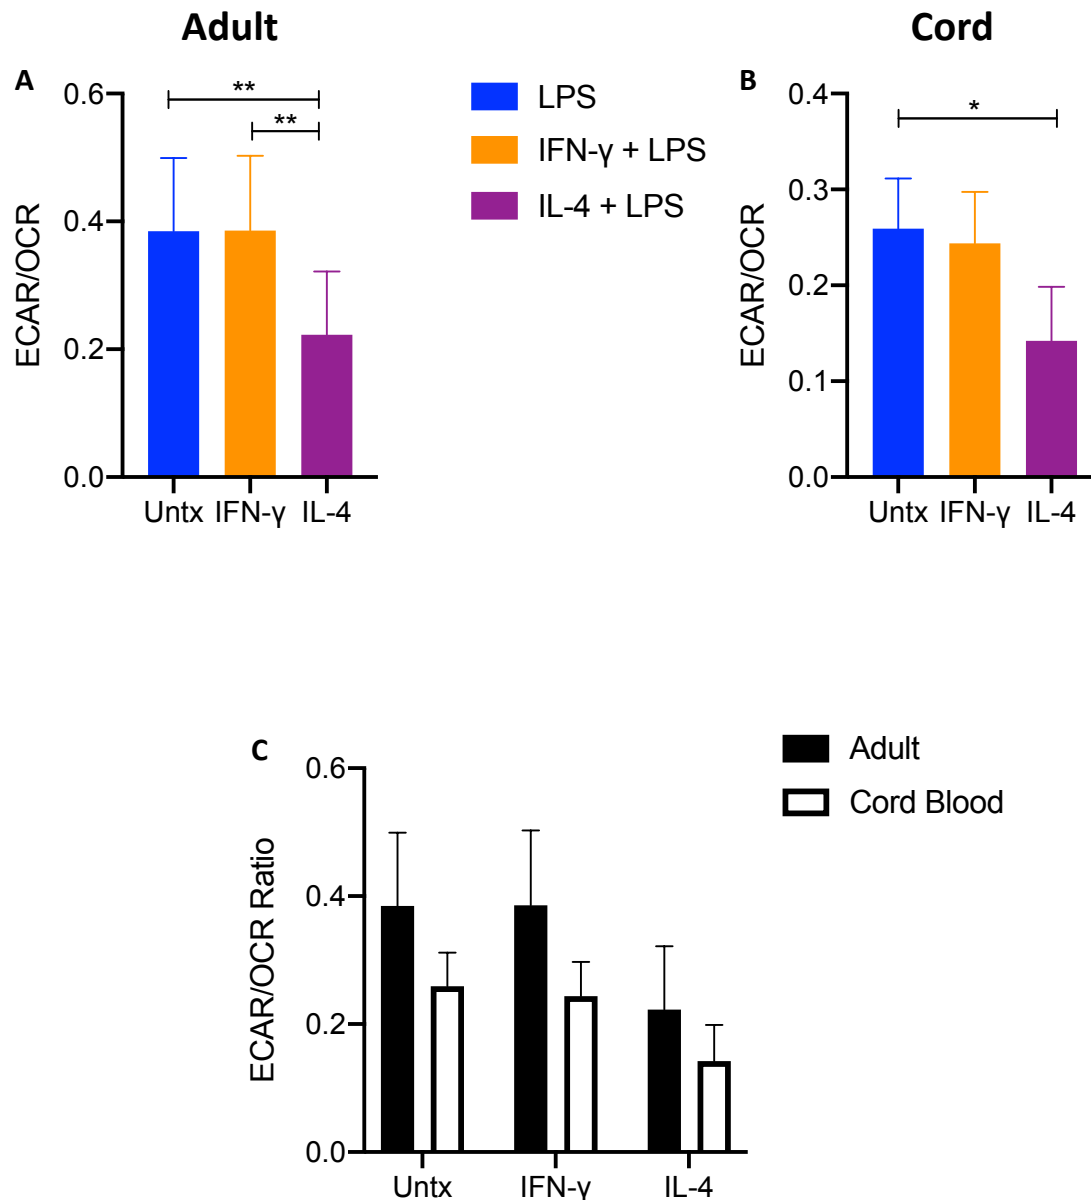 Adult
Cord
A
ECAR/OCR
0.6
0.4
0.2
0.0
**
**
Untx IFN-γ IL-4
LPS
IFN-γ + LPS
IL-4 + LPS
B
ECAR/OCR
0.4
0.3
0.2
0.1
0.0
*
Untx IFN-γ IL-4
C
ECAR/OCR Ratio
0.6
0.4
0.2
0.0
Untx IFN-γ IL-4
Adult
Cord Blood